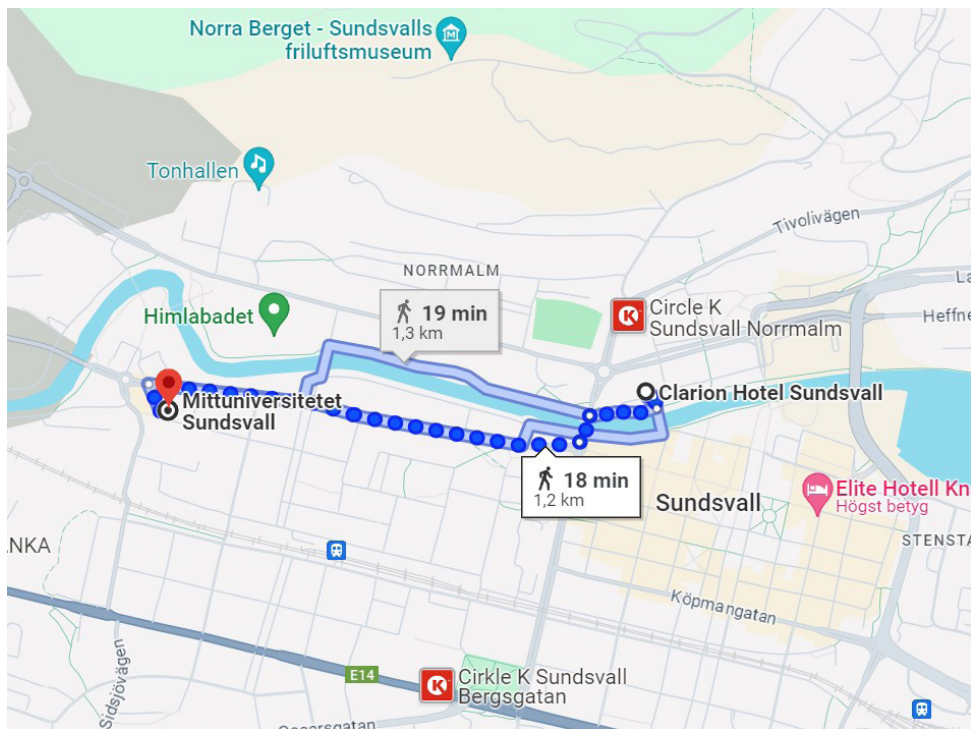 Norra Berget - Sundsvalls
friluftsmuseum
Tonhallen
Tivolivägen
NORRMALM
Himlabadet
19 min
1,3 km
Circle K
Sundsvall Norrmalm
La
Heffne
Mittuniversitetet
Sundsvall
Clarion Hotel Sundsvall
18 min
1,2 km
Sundsvall
Elite Hotell Kn
Högst betyg
NKA
STENSTA
Köpmangatan
E14
Cirkle K Sundsvall
Bergsgatan
Sidsjövägen